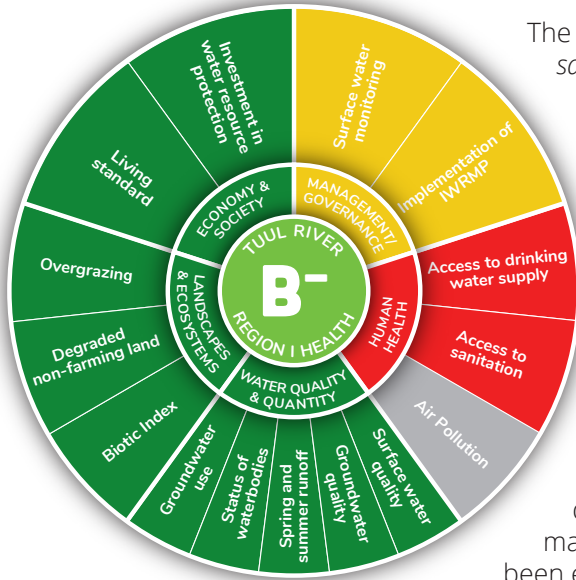 The
Investment in
water resource
protection
Surface water
monitoring
Implementation of
IWRMP
Access to drinking
water supply
Access to
sanitation
Air Pollution
Surface water
quality
Groundwater
quality
Spring and
summer runoff
Status of
waterbodies
Groundwater
use
Biotic Index
Degraded
non-farming land
Overgrazing
Living
standard
ECONOMY &
SOCIETY
MANAGEMENT/
GOVERNANCE
HUMAN
HEALTH
WATER QUALITY
& QUANTITY
LANDSCAPES
& ECOSYSTEMS
TUUL RIVER
B-
REGION I HEALTH
ma
been e